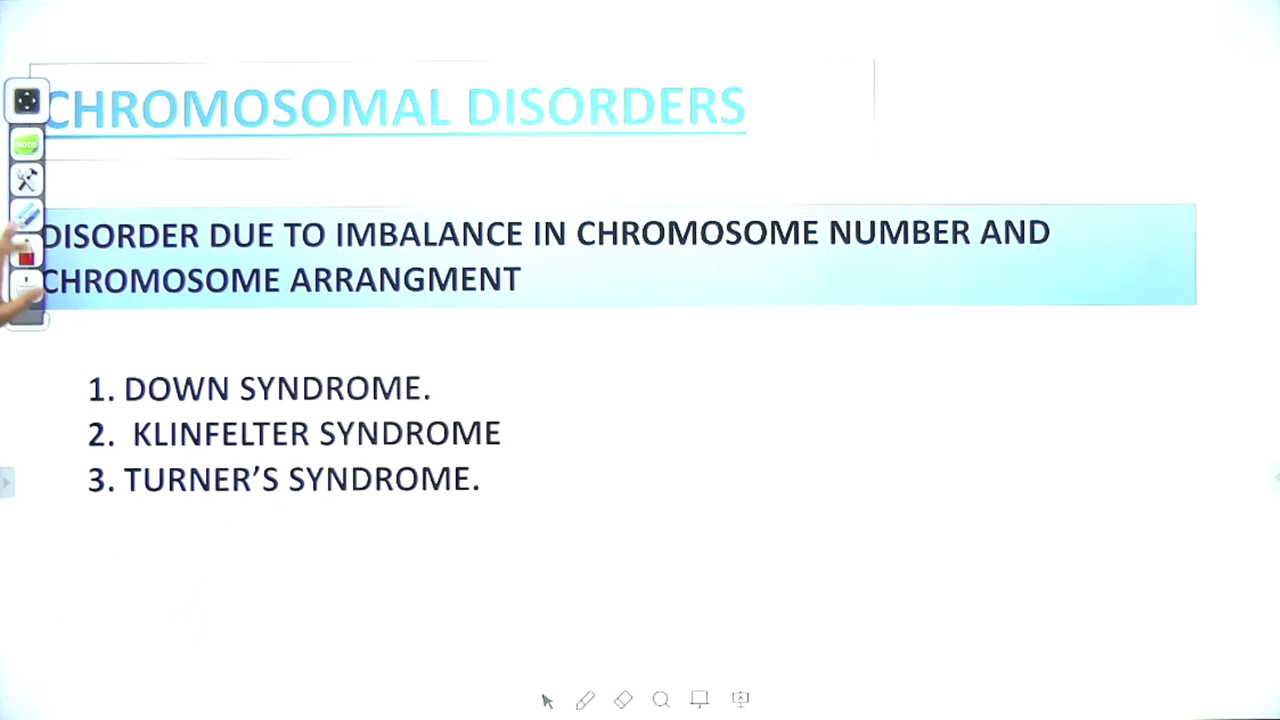 CHROMOSOMAL DISORDERS
NOTE
DISORDER DUE TO IMBALANCE IN CHROMOSOME NUMBER AND
CHROMOSOME ARRANGMENT
1. DOWN SYNDROME.
2. KLINFELTER SYNDROME
3. TURNER’S SYNDROME.